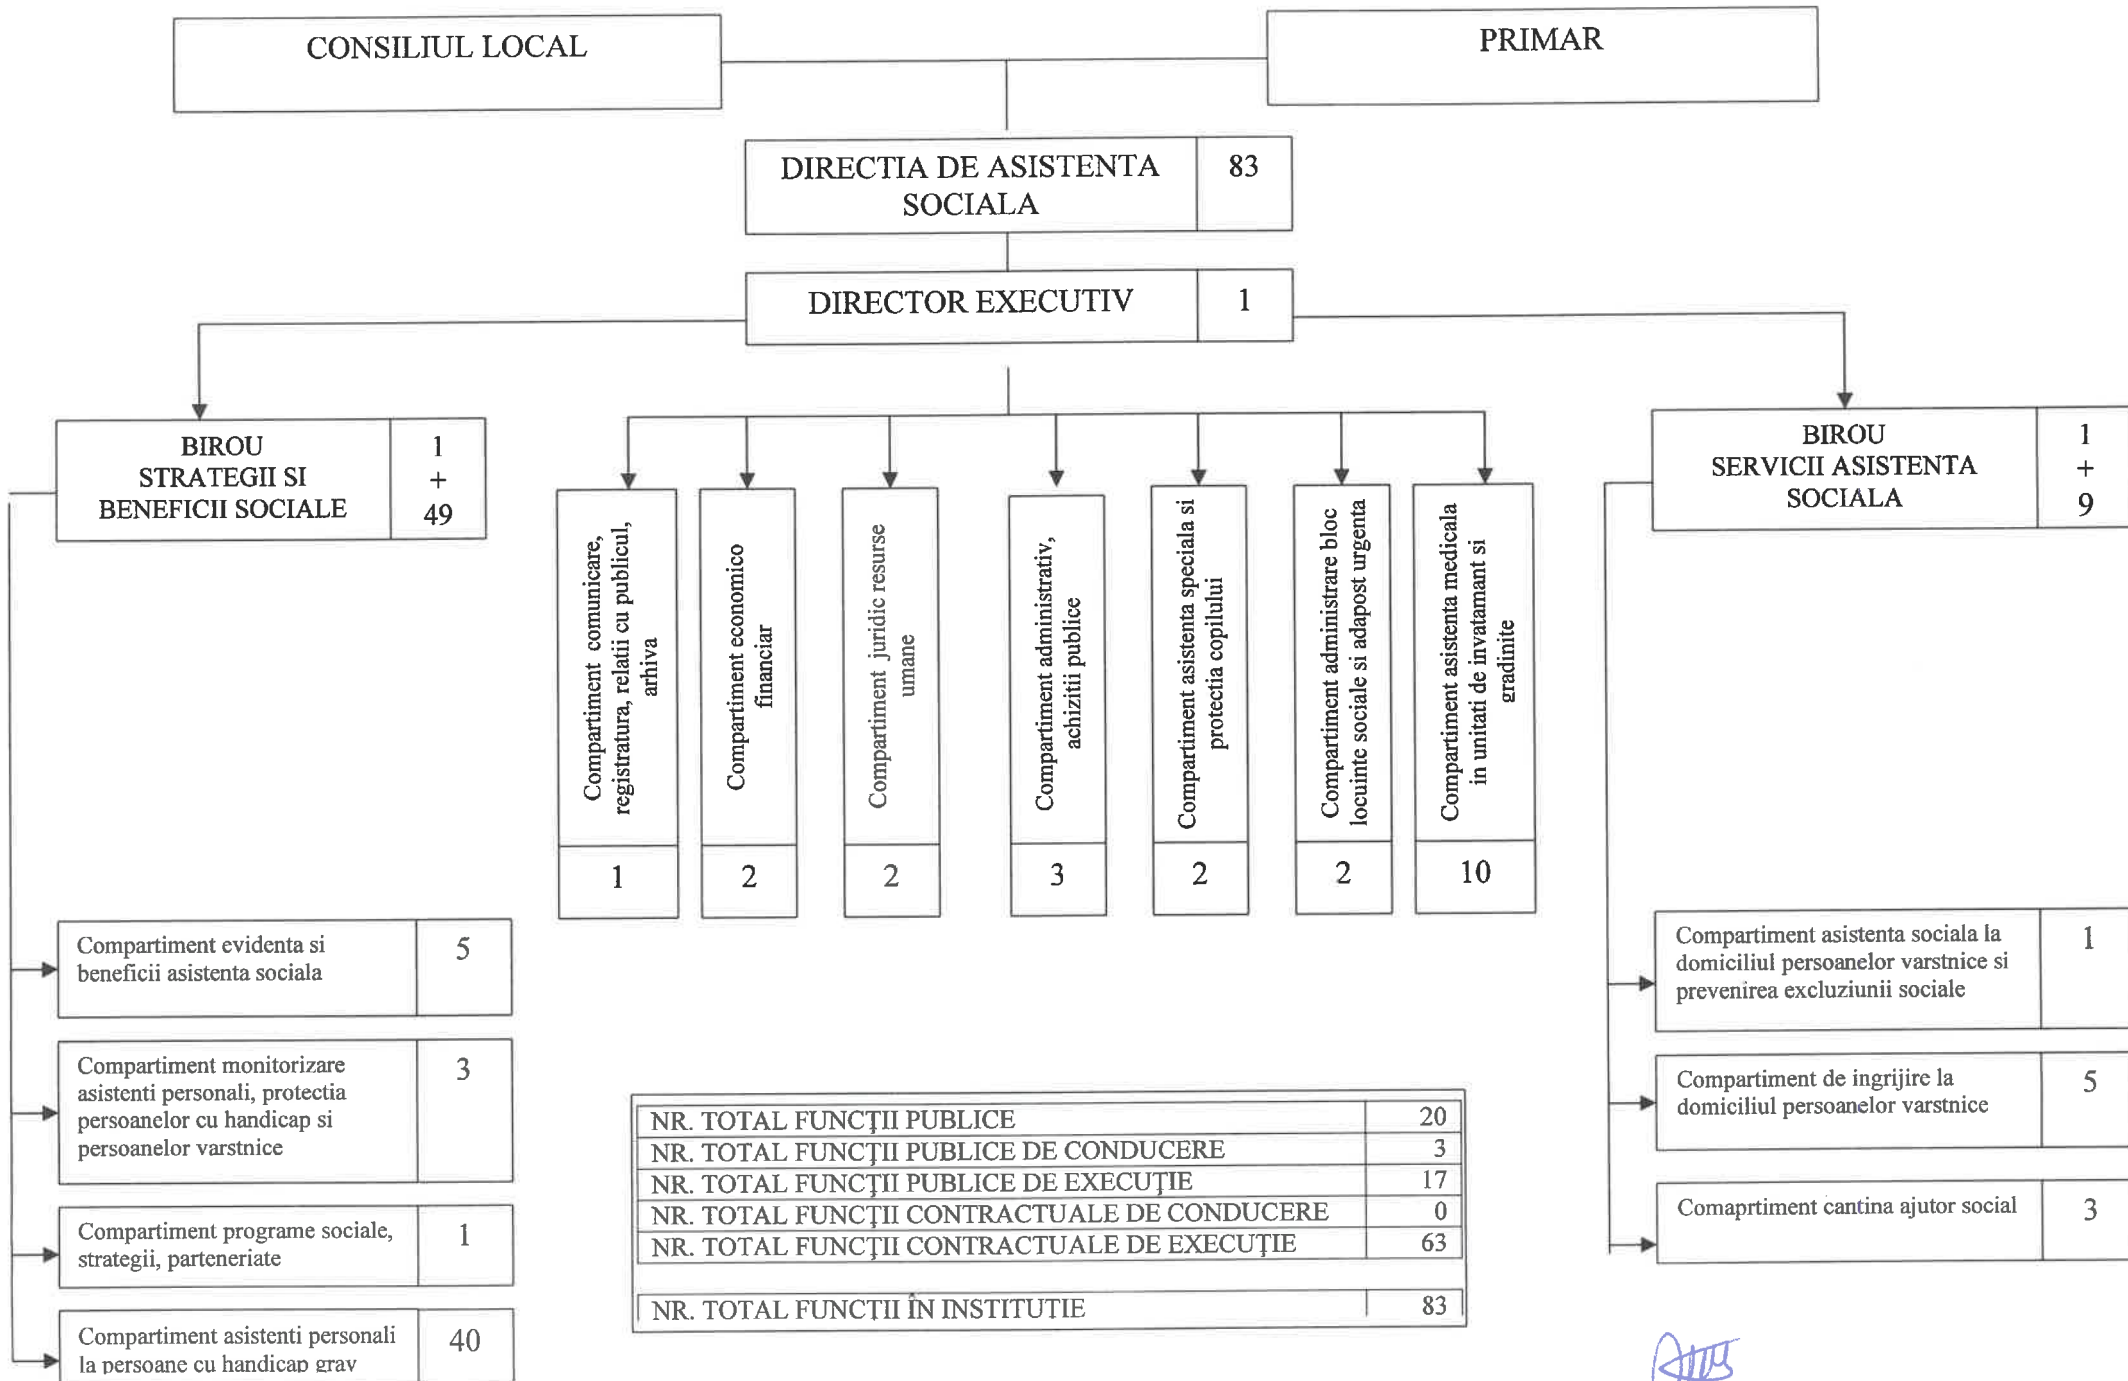 CONSILIUL LOCAL
PRIMAR
DIRECTIA DE ASISTENTA
SOCIALA
83
DIRECTOR EXECUTIV
1
BIROU
STRATEGII SI
BENEFICII SOCIALE
1
+
49
BIROU
SERVICII ASISTENTA
SOCIALA
1
+
9
Compartiment comunicare,
registratura, relatii cu publicul,
arhiva
1
Compartiment economico
financiar
2
Compartiment juridic resurse
umane
2
Compartiment administrativ,
achizitii publice
3
Compartiment asistenta speciala si
protectia copilului
2
Compartiment administrare bloc
locuinte sociale si adapost urgenta
2
Compartiment asistenta medicala
in unitati de invatamant si
gradinite
10
Compartiment evidenta si
beneficii asistenta sociala
5
Compartiment monitorizare
asistenti personali, protectia
persoanelor cu handicap si
persoanelor varstnice
3
Compartiment programe sociale,
strategii, parteneriate
1
Compartiment asistenti personali
la persoane cu handicap grav
40
Compartiment asistenta sociala la
domiciliul persoanelor varstnice si
prevenirea excluziunii sociale
1
Compartiment de ingrijire la
domiciliul persoanelor varstnice
5
Comaprtiment cantina ajutor social
3
NR. TOTAL FUNCŢII PUBLICE 20
NR. TOTAL FUNCŢII PUBLICE DE CONDUCERE 3
NR. TOTAL FUNCŢII PUBLICE DE EXECUŢIE 17
NR. TOTAL FUNCŢII CONTRACTUALE DE CONDUCERE 0
NR. TOTAL FUNCŢII CONTRACTUALE DE EXECUŢIE 63
NR. TOTAL FUNCTII ÎN INSTITUTIE 83